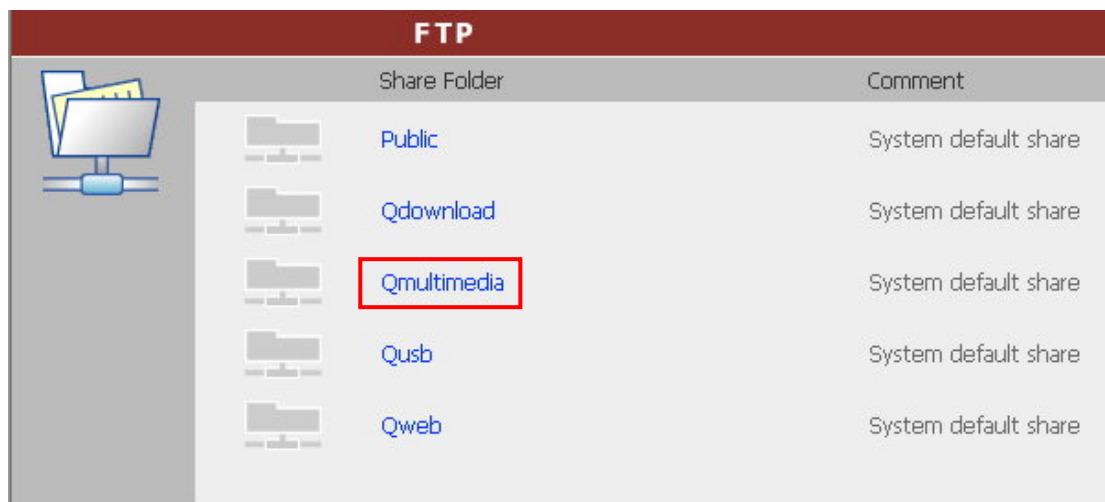 FTP
Share Folder Comment
Public System default share
Qdownload System default share
Qmultimedia System default share
Qusb System default share
Qweb System default share